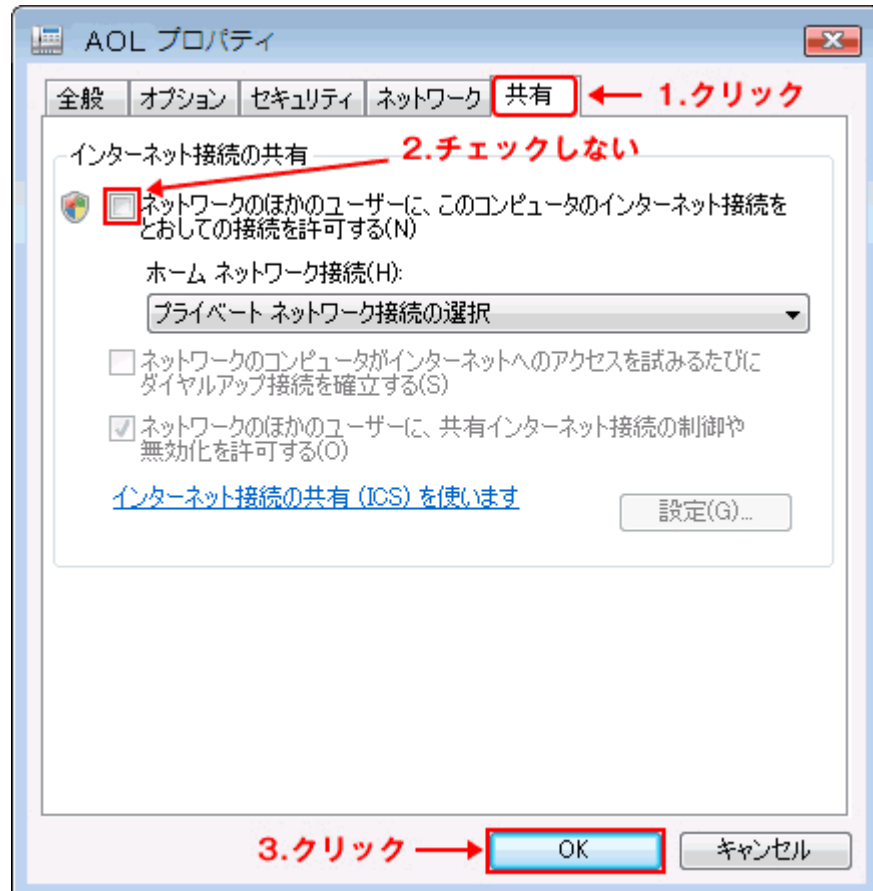 AOL プロパティ
全般 オプション セキュリティ ネットワーク 共有 1.クリック
インターネット接続の共有 2.チェックしない
ネットワークのほかのユーザーに、このコンピュータのインターネット接続を
とおしての接続を許可する(N)
ホーム ネットワーク接続(H):
プライベート ネットワーク接続の選択
ネットワークのコンピュータがインターネットへのアクセスを試みるたびに
ダイヤルアップ接続を確立する(S)
ネットワークのほかのユーザーに、共有インターネット接続の制御や
無効化を許可する(O)
インターネット接続の共有 (ICS) を使います
設定(G)...
3.クリック OK キャンセル